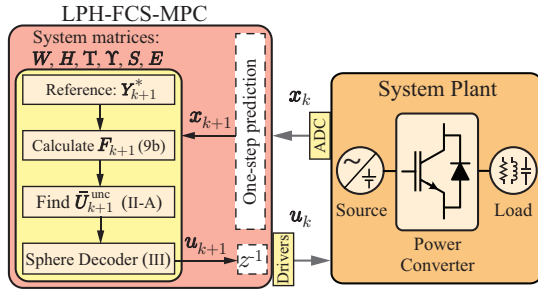 LPH-FCS-MPC
System matrices:
W, H, T, ϒ, S, E
Reference: Y*k+1
Calculate Fk+1 (9b)
Find Ūunc k+1 (II-A)
Sphere Decoder (III)
xk+1
One-step prediction
uk+1
z-1
xk
ADC
uk
Drivers
System Plant
Source
Power
Converter
Load